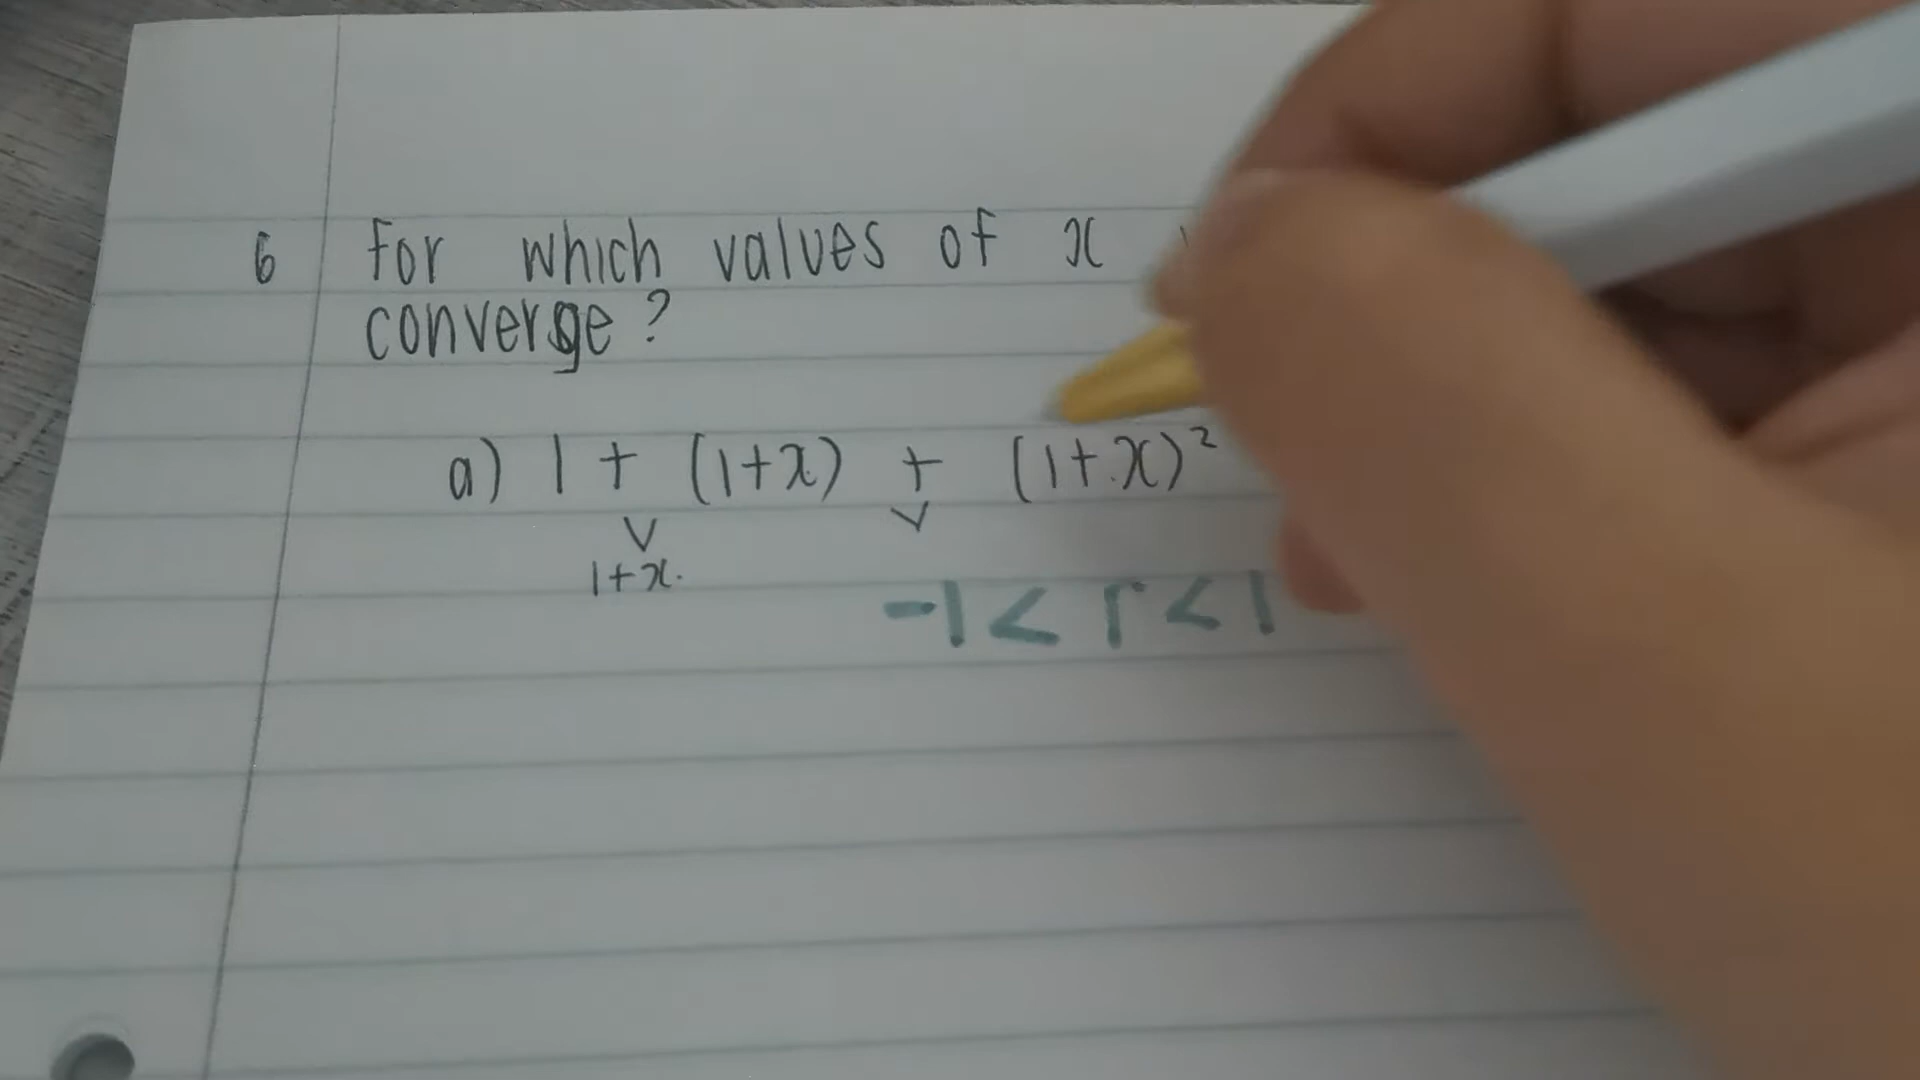 6 for which values of x
converge?
a) 1 + (1+x) + (1+x)²
V V
1+x.
-1 < r < 1